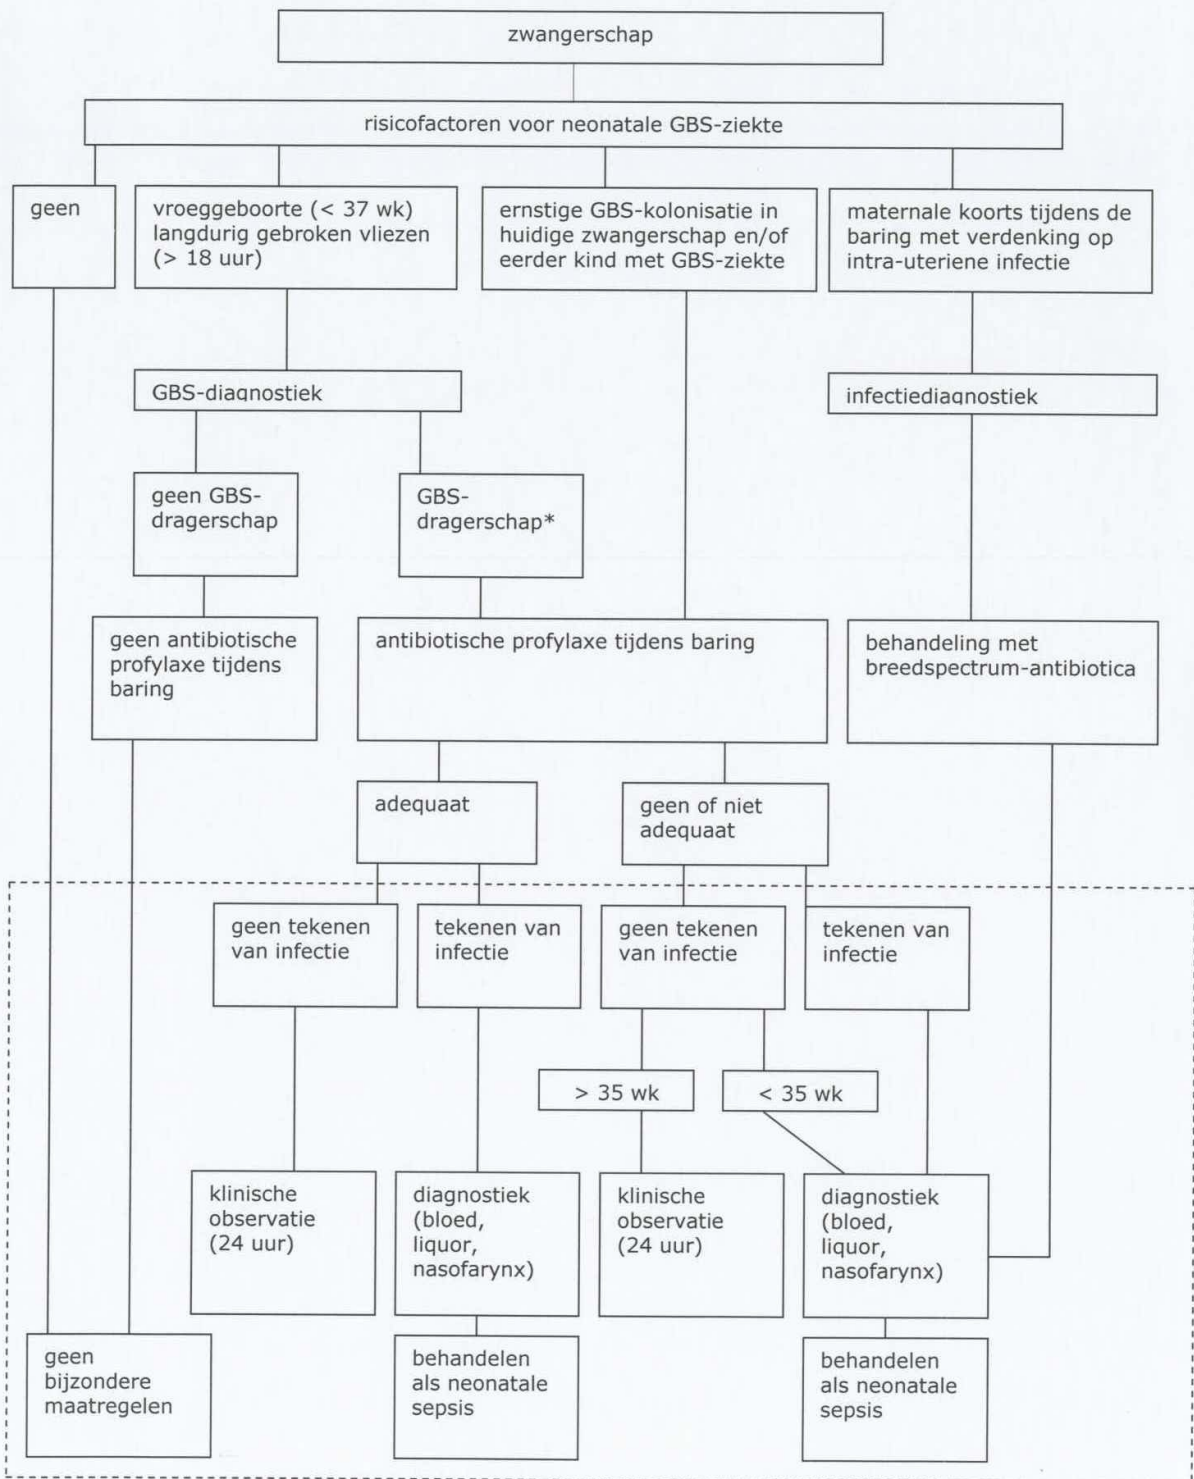 zwangerschap
risicofactoren voor neonatale GBS-ziekte
geen
vroeggeboorte (< 37 wk)
langdurig gebroken vliezen
(> 18 uur)
ernstige GBS-kolonisatie in
huidige zwangerschap en/of
eerder kind met GBS-ziekte
maternale koorts tijdens de
baring met verdenking op
intra-uteriene infectie
GBS-diagnostiek
infectiediagnostiek
geen GBS-
dragerschap
GBS-
dragerschap*
geen antibiotische
profylaxe tijdens
baring
antibiotische profylaxe tijdens baring
behandeling met
breedspectrum-antibiotica
adequaat
geen of niet
adequaat
geen tekenen
van infectie
tekenen van
infectie
geen tekenen
van infectie
tekenen van
infectie
> 35 wk
< 35 wk
klinische
observatie
(24 uur)
diagnostiek
(bloed,
liquor,
nasofarynx)
klinische
observatie
(24 uur)
diagnostiek
(bloed,
liquor,
nasofarynx)
geen
bijzondere
maatregelen
behandelen
als neonatale
sepsis
behandelen
als neonatale
sepsis